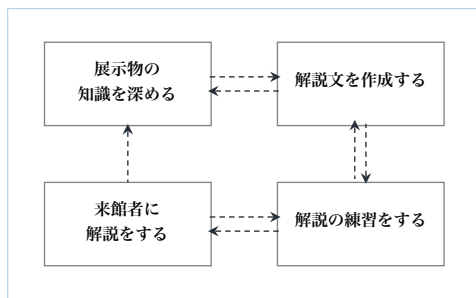 展示物の
知識を深める
解説文を作成する
来館者に
解説をする
解説の練習をする